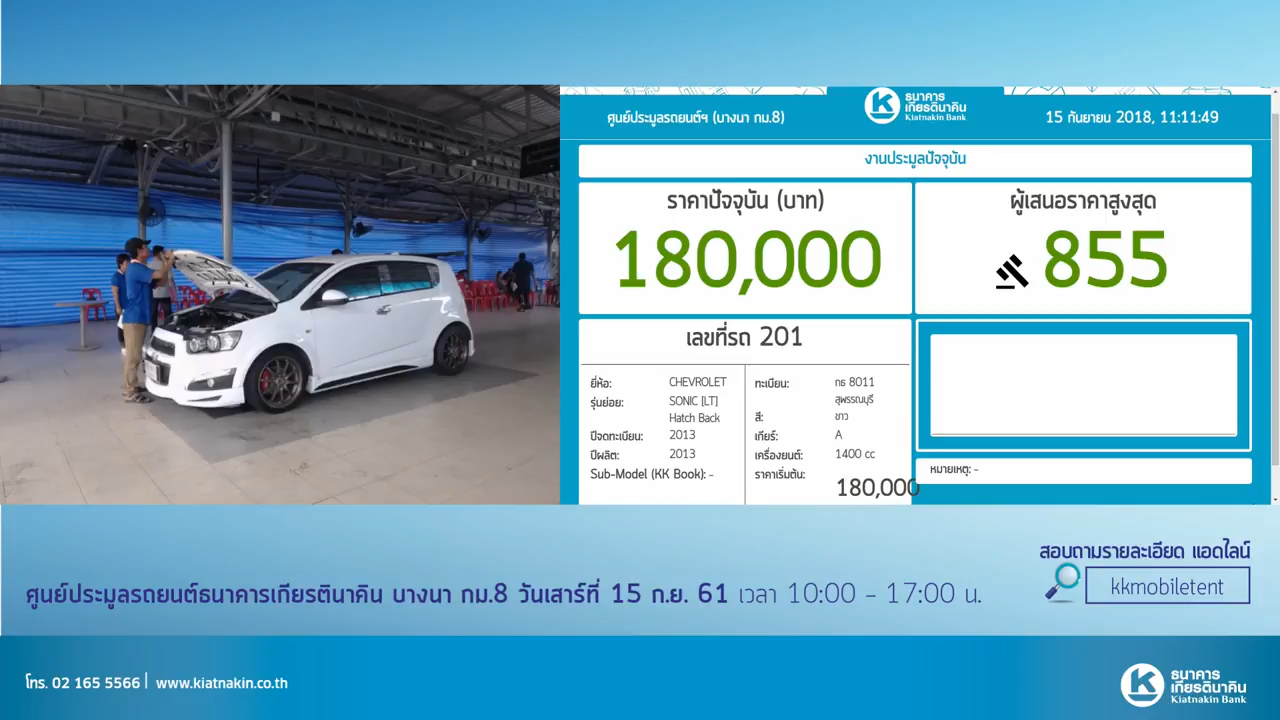 ศูนย์ประมูลรถยนต์ฯ (บางนา กม.8)
ธนาคาร
เกียรตินาคิน
Kiatnakin Bank
15 กันยายน 2018, 11:11:49
งานประมูลปัจจุบัน
ราคาปัจจุบัน (บาท)
180,000
ผู้เสนอราคาสูงสุด
855
เลขที่รถ 201
ยี่ห้อ: CHEVROLET
รุ่นย่อย: SONIC [LT]
Hatch Back
ปีจดทะเบียน: 2013
ปีผลิต: 2013
Sub-Model (KK Book): -
ทะเบียน: กธ 8011
สุพรรณบุรี
สี: ขาว
เกียร์: A
เครื่องยนต์: 1400 cc
ราคาเริ่มต้น:
180,000
หมายเหตุ: -
สอบถามรายละเอียด แอดไลน์
kkmobiletent
ศูนย์ประมูลรถยนต์ธนาคารเกียรตินาคิน บางนา กม.8 วันเสาร์ที่ 15 ก.ย. 61 เวลา 10:00 - 17:00 น.
โทร. 02 165 5566 | www.kiatnakin.co.th
ธนาคาร
เกียรตินาคิน
Kiatnakin Bank